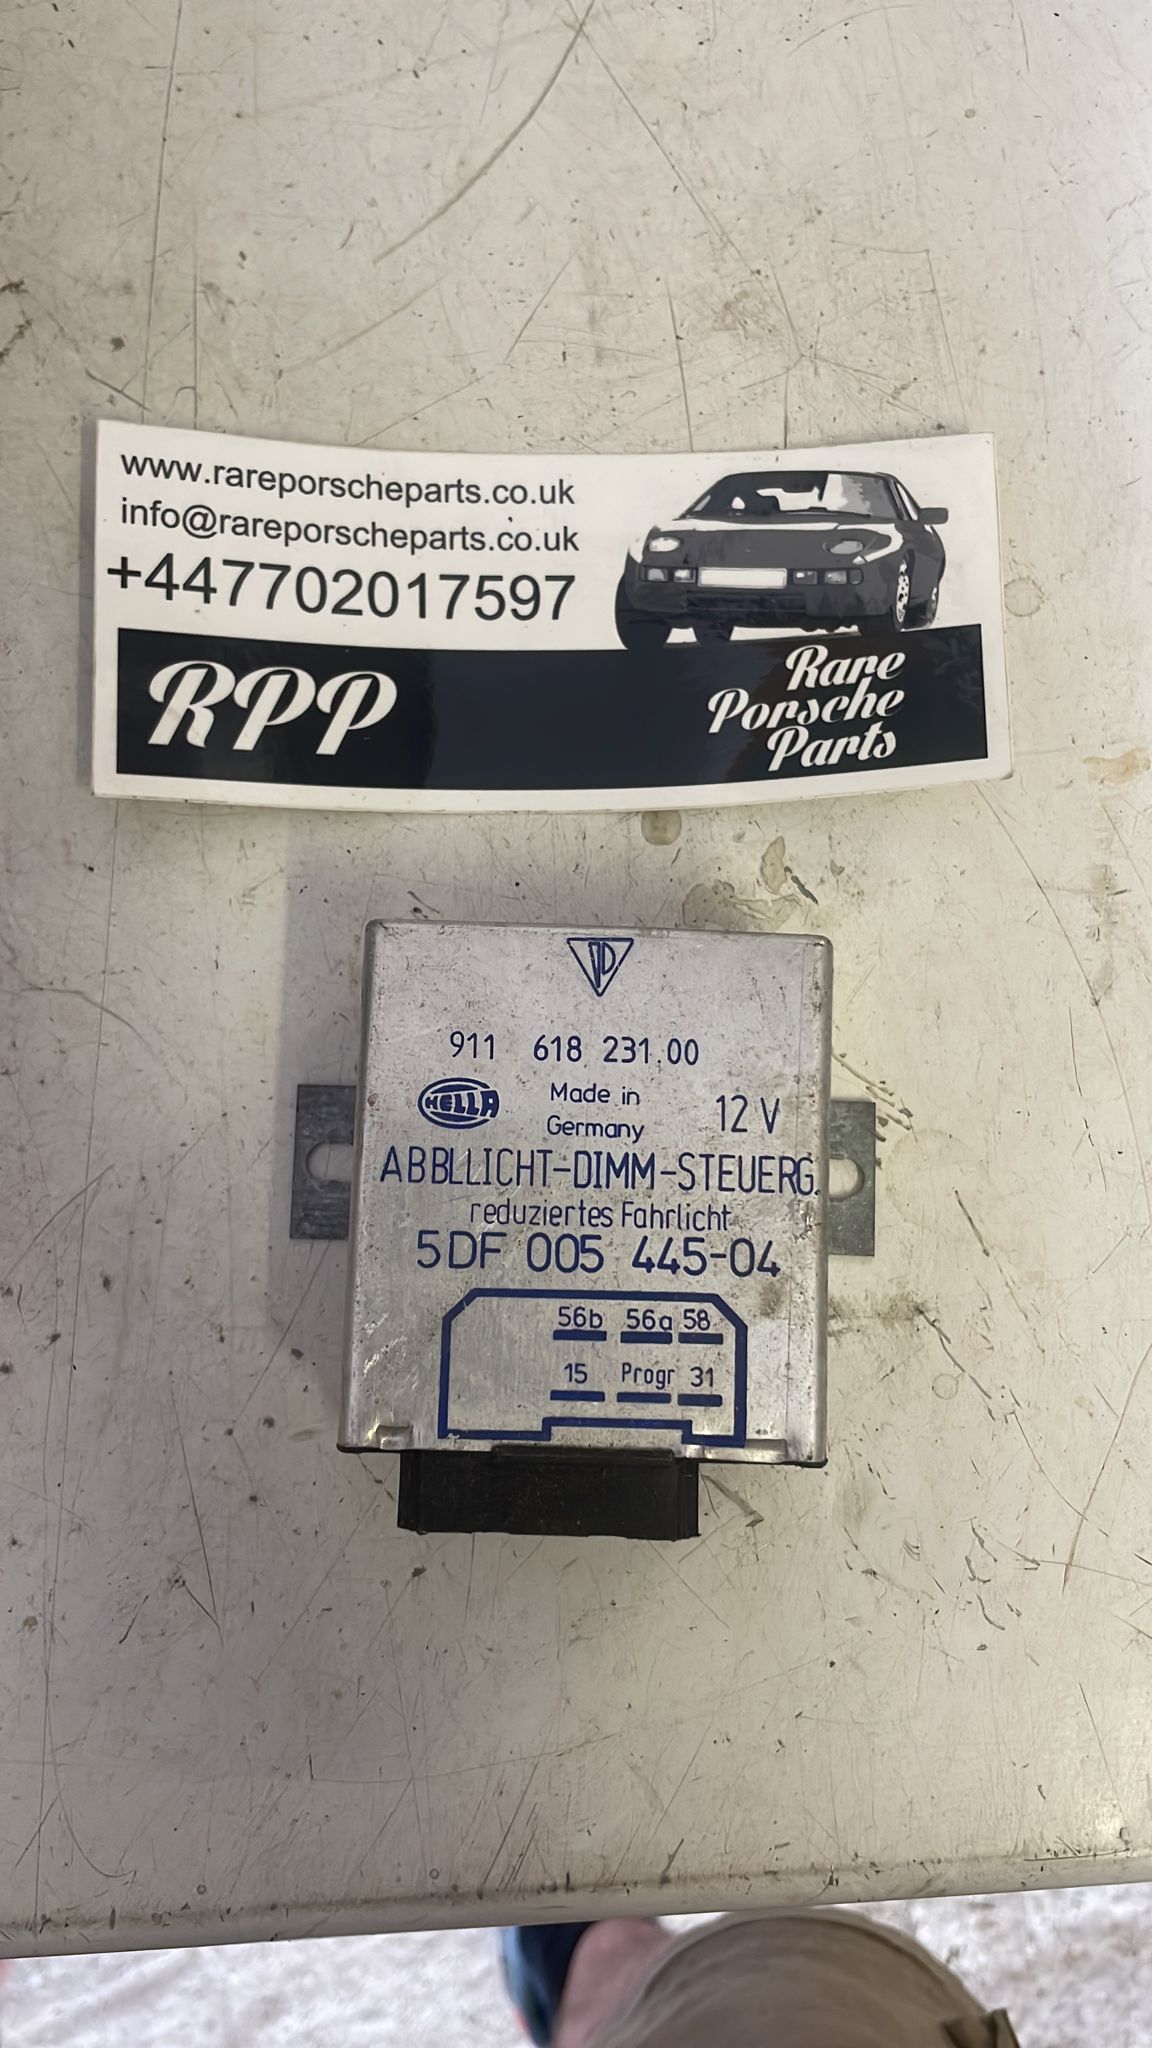 www.rareporscheparts.co.uk
info@rareporscheparts.co.uk
+447702017597
RPP
Rare
Porsche
Parts
911 618 231.00
HELLA
Made in
Germany
12 V
ABBLLICHT-DIMM-STEUERG.
reduziertes Fahrlicht
5DF 005 445-04
56b 56a 58
15 Progr 31